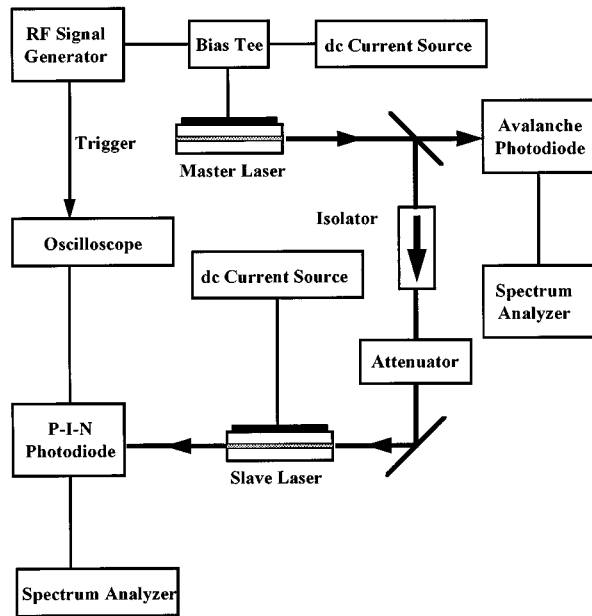 RF Signal
Generator
Bias Tee
dc Current Source
Trigger
Master Laser
Avalanche
Photodiode
Isolator
Oscilloscope
dc Current Source
Spectrum
Analyzer
Attenuator
P-I-N
Photodiode
Slave Laser
Spectrum Analyzer